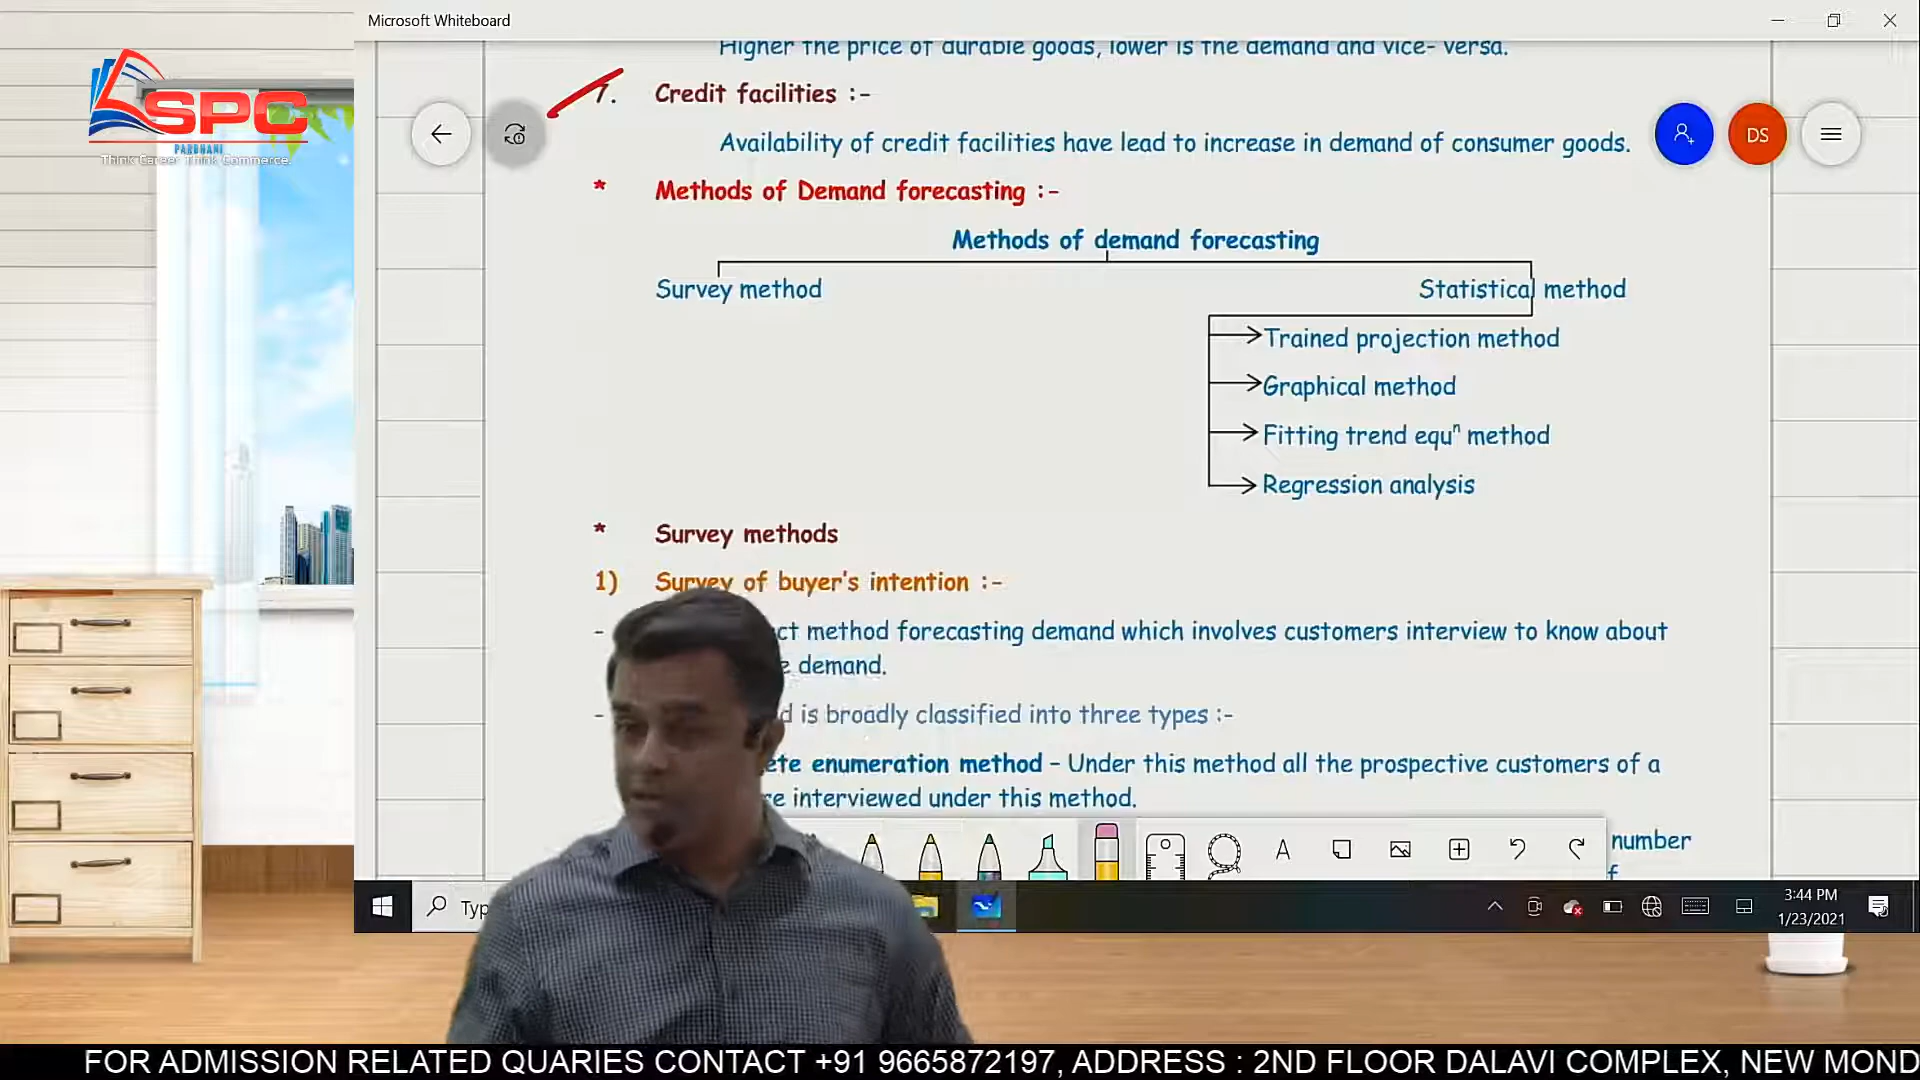 Microsoft Whiteboard
Higher the price of durable goods, lower is the demand and vice- versa.
7. Credit facilities :-
Availability of credit facilities have lead to increase in demand of consumer goods.
* Methods of Demand forecasting :-
Methods of demand forecasting
Survey method Statistical method
Trained projection method
Graphical method
Fitting trend equⁿ method
Regression analysis
* Survey methods
1) Survey of buyer's intention :-
- method forecasting demand which involves customers interview to know about
demand.
- is broadly classified into three types :-
enumeration method - Under this method all the prospective customers of a
interviewed under this method.
number
SPC
PARBHANI
Think Career Think Commerce.
DS
A
3:44 PM
1/23/2021
FOR ADMISSION RELATED QUARIES CONTACT +91 9665872197, ADDRESS : 2ND FLOOR DALAVI COMPLEX, NEW MOND